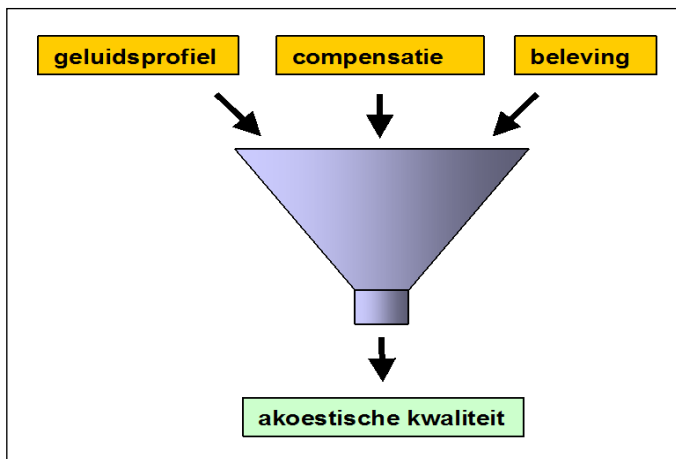 geluidsprofiel
compensatie
beleving
akoestische kwaliteit